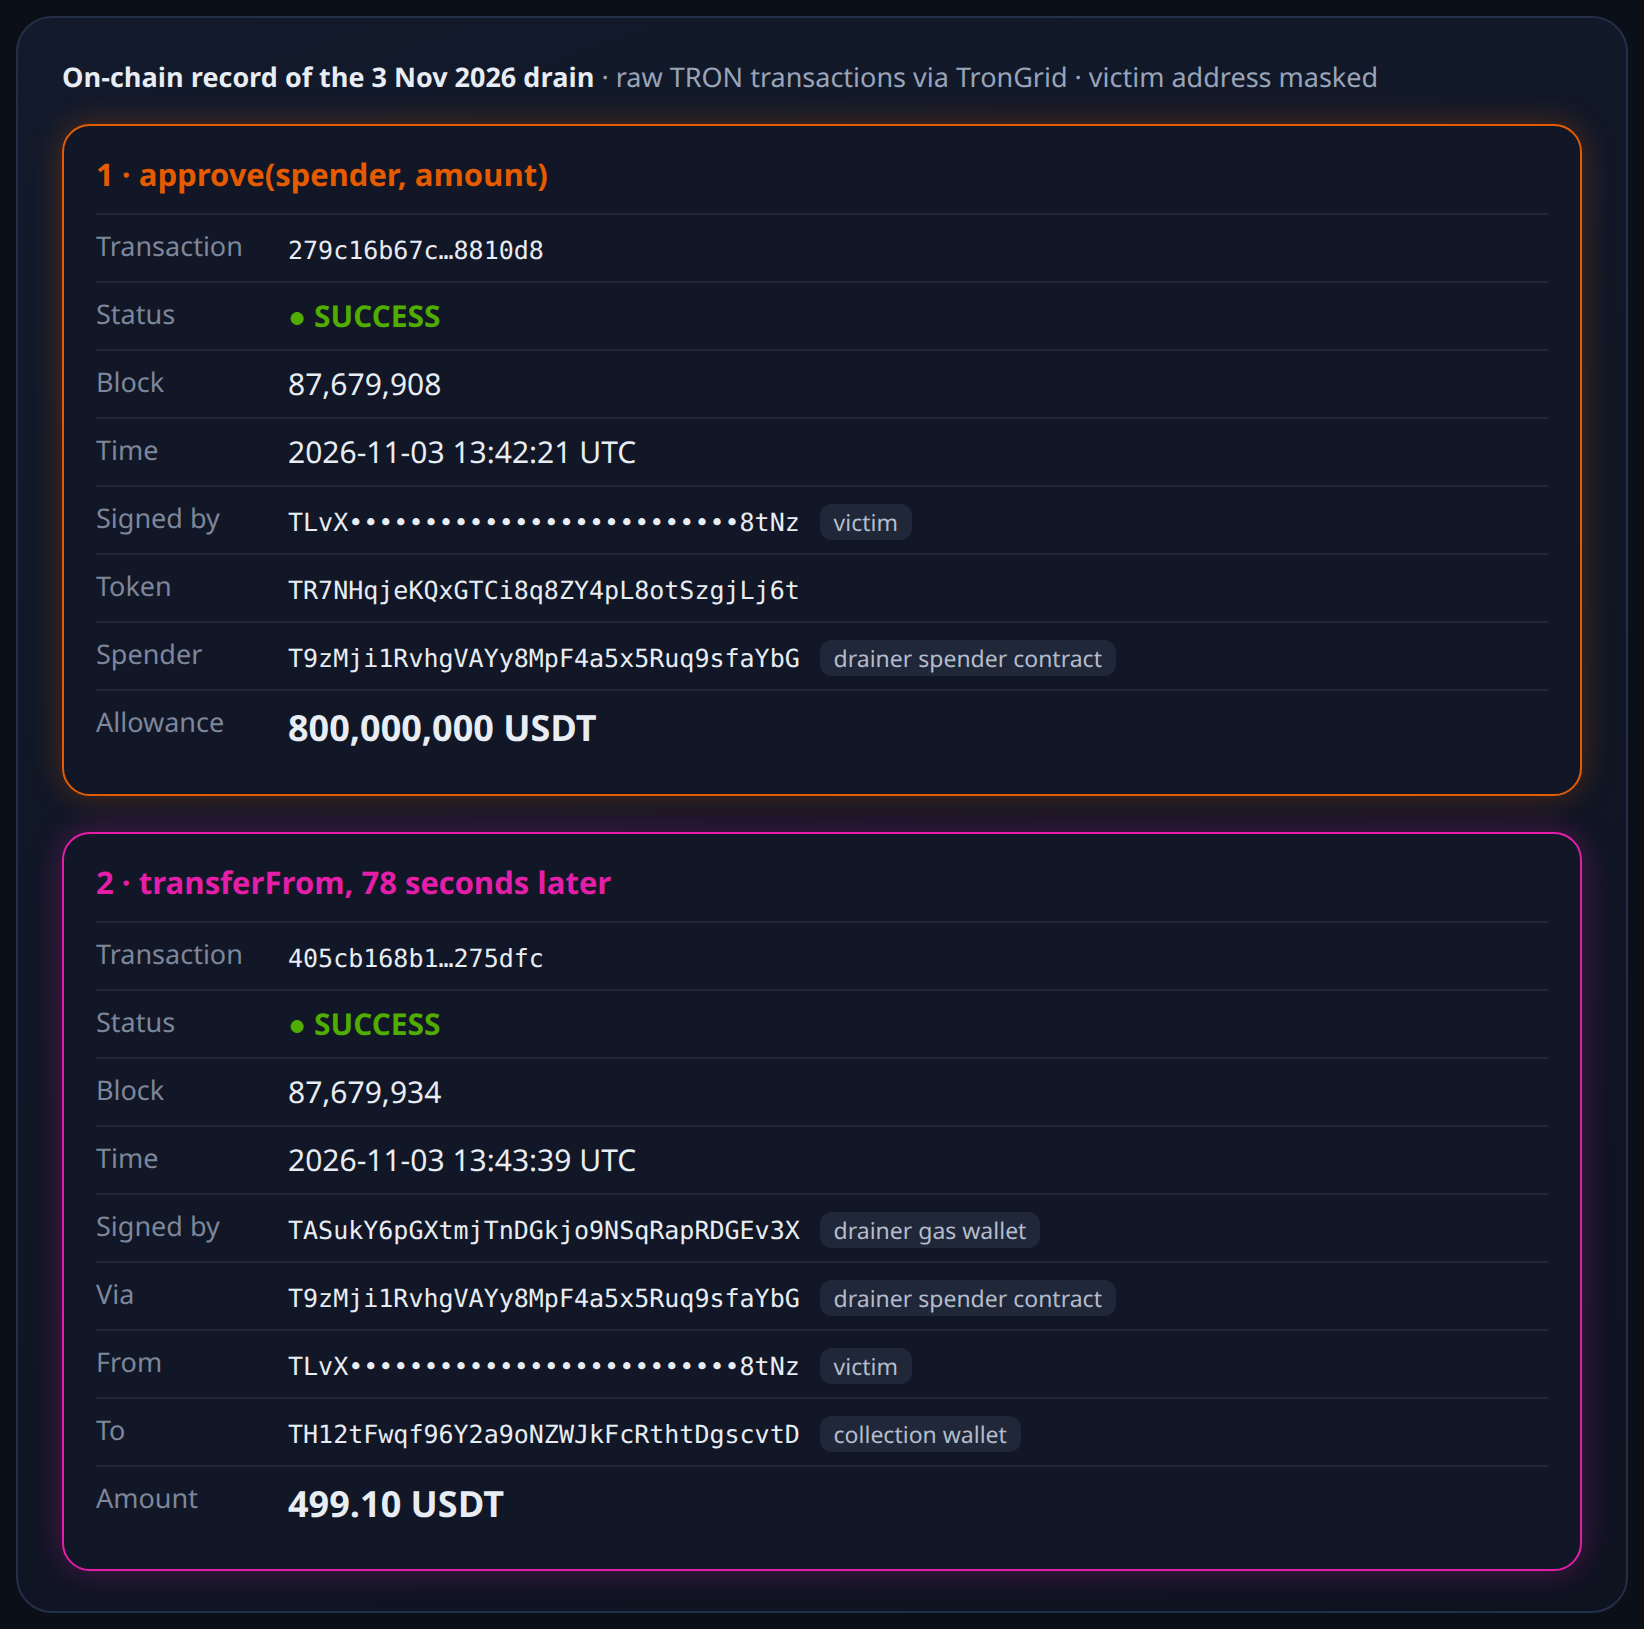 On-chain record of the 3 Nov 2026 drain · raw TRON transactions via TronGrid · victim address masked
1 · approve(spender, amount)
Transaction 279c16b67c…8810d8
Status ● SUCCESS
Block 87,679,908
Time 2026-11-03 13:42:21 UTC
Signed by TLvX••••••••••••••••••••••••••8tNz victim
Token TR7NHqjeKQxGTCi8q8ZY4pL8otSzgjLj6t
Spender T9zMji1RvhgVAYy8MpF4a5x5Ruq9sfaYbG drainer spender contract
Allowance 800,000,000 USDT
2 · transferFrom, 78 seconds later
Transaction 405cb168b1…275dfc
Status ● SUCCESS
Block 87,679,934
Time 2026-11-03 13:43:39 UTC
Signed by TASukY6pGXtmjTnDGkjo9NSqRapRDGEv3X drainer gas wallet
Via T9zMji1RvhgVAYy8MpF4a5x5Ruq9sfaYbG drainer spender contract
From TLvX••••••••••••••••••••••••••8tNz victim
To TH12tFwqf96Y2a9oNZWJkFcRthtDgscvtD collection wallet
Amount 499.10 USDT